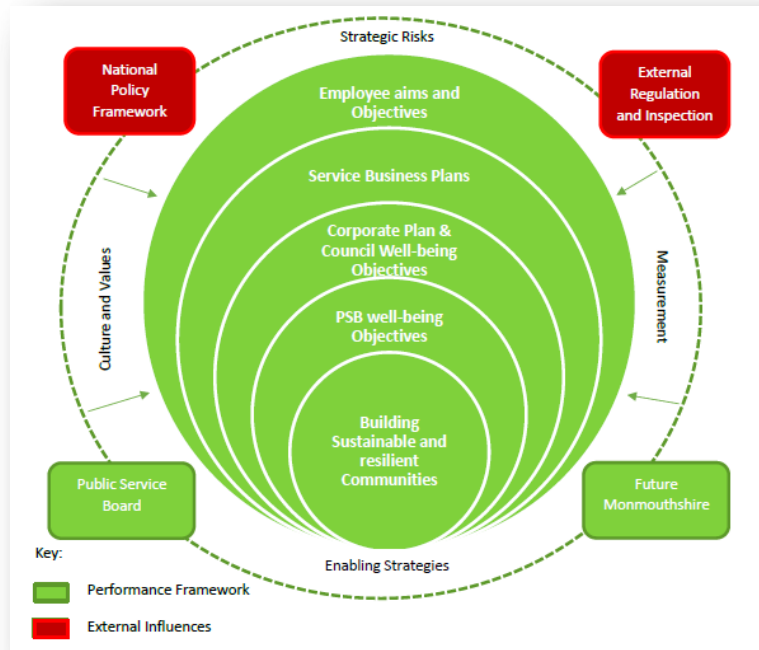 Strategic Risks
National
Policy
Framework
External
Regulation
and Inspection
Employee aims and
Objectives
Service Business Plans
Corporate Plan &
Council Well-being
Objectives
Culture and Values
Measurement
PSB well-being
Objectives
Building
Sustainable and
resilient
Communities
Public Service
Board
Future
Monmouthshire
Enabling Strategies
Key:
Performance Framework
External Influences